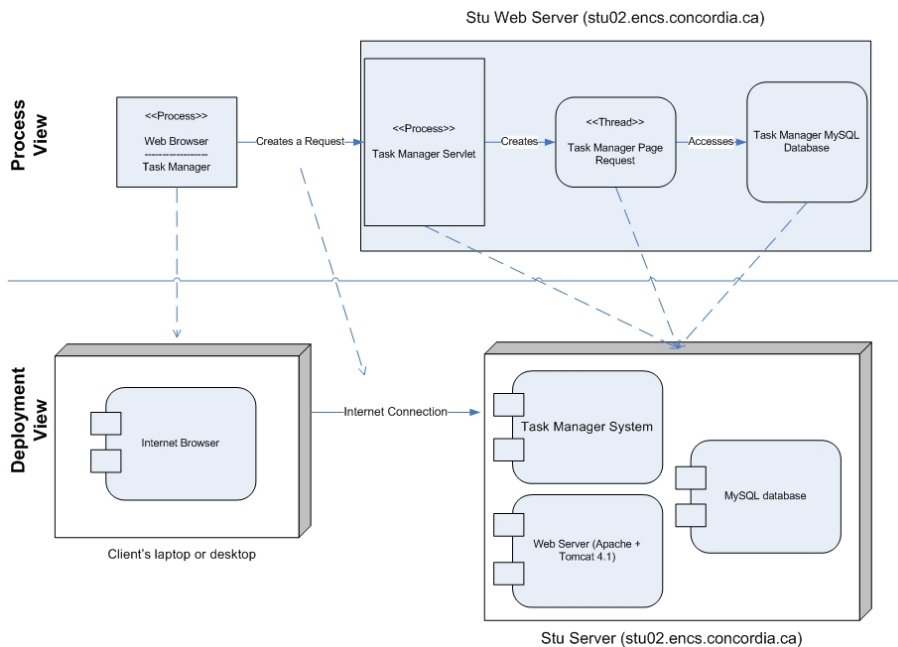 Stu Web Server (stu02.encs.concordia.ca)
Process
View
<<Process>>
Web Browser
--------------------
Task Manager
Creates a Request
<<Process>>
Task Manager Servlet
Creates
<<Thread>>
Task Manager Page
Request
Accesses
Task Manager MySQL
Database
Deployment
View
Internet Browser
Client's laptop or desktop
Internet Connection
Task Manager System
Web Server (Apache +
Tomcat 4.1)
MySQL database
Stu Server (stu02.encs.concordia.ca)